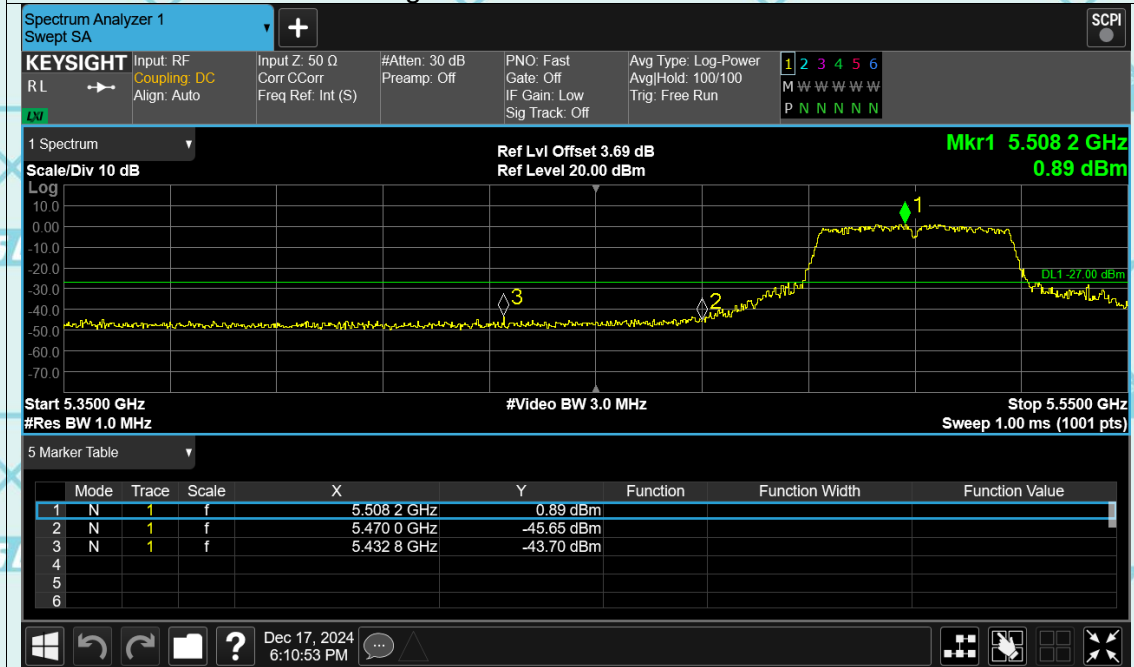 Spectrum Analyzer 1
Swept SA
SCPI
KEYSIGHT
R L
LXI
Input: RF
Coupling: DC
Align: Auto
Input Z: 50 Ω
Corr CCorr
Freq Ref: Int (S)
#Atten: 30 dB
Preamp: Off
PNO: Fast
Gate: Off
IF Gain: Low
Sig Track: Off
Avg Type: Log-Power
Avg|Hold: 100/100
Trig: Free Run
1 2 3 4 5 6
M W W W W W
P N N N N N N
1 Spectrum
Scale/Div 10 dB
Ref Lvl Offset 3.69 dB
Ref Level 20.00 dBm
Mkr1 5.508 2 GHz
0.89 dBm
Log
10.0
0.00
-10.0
-20.0
-30.0
-40.0
-50.0
-60.0
-70.0
1
DL1 -27.00 dBm
3
2
Start 5.3500 GHz
#Video BW 3.0 MHz
Stop 5.5500 GHz
#Res BW 1.0 MHz
Sweep 1.00 ms (1001 pts)
5 Marker Table
Mode Trace Scale X Y Function Function Width Function Value
1 N 1 f 5.508 2 GHz 0.89 dBm
2 N 1 f 5.470 0 GHz -45.65 dBm
3 N 1 f 5.432 8 GHz -43.70 dBm
4
5
6
?
Dec 17, 2024
6:10:53 PM